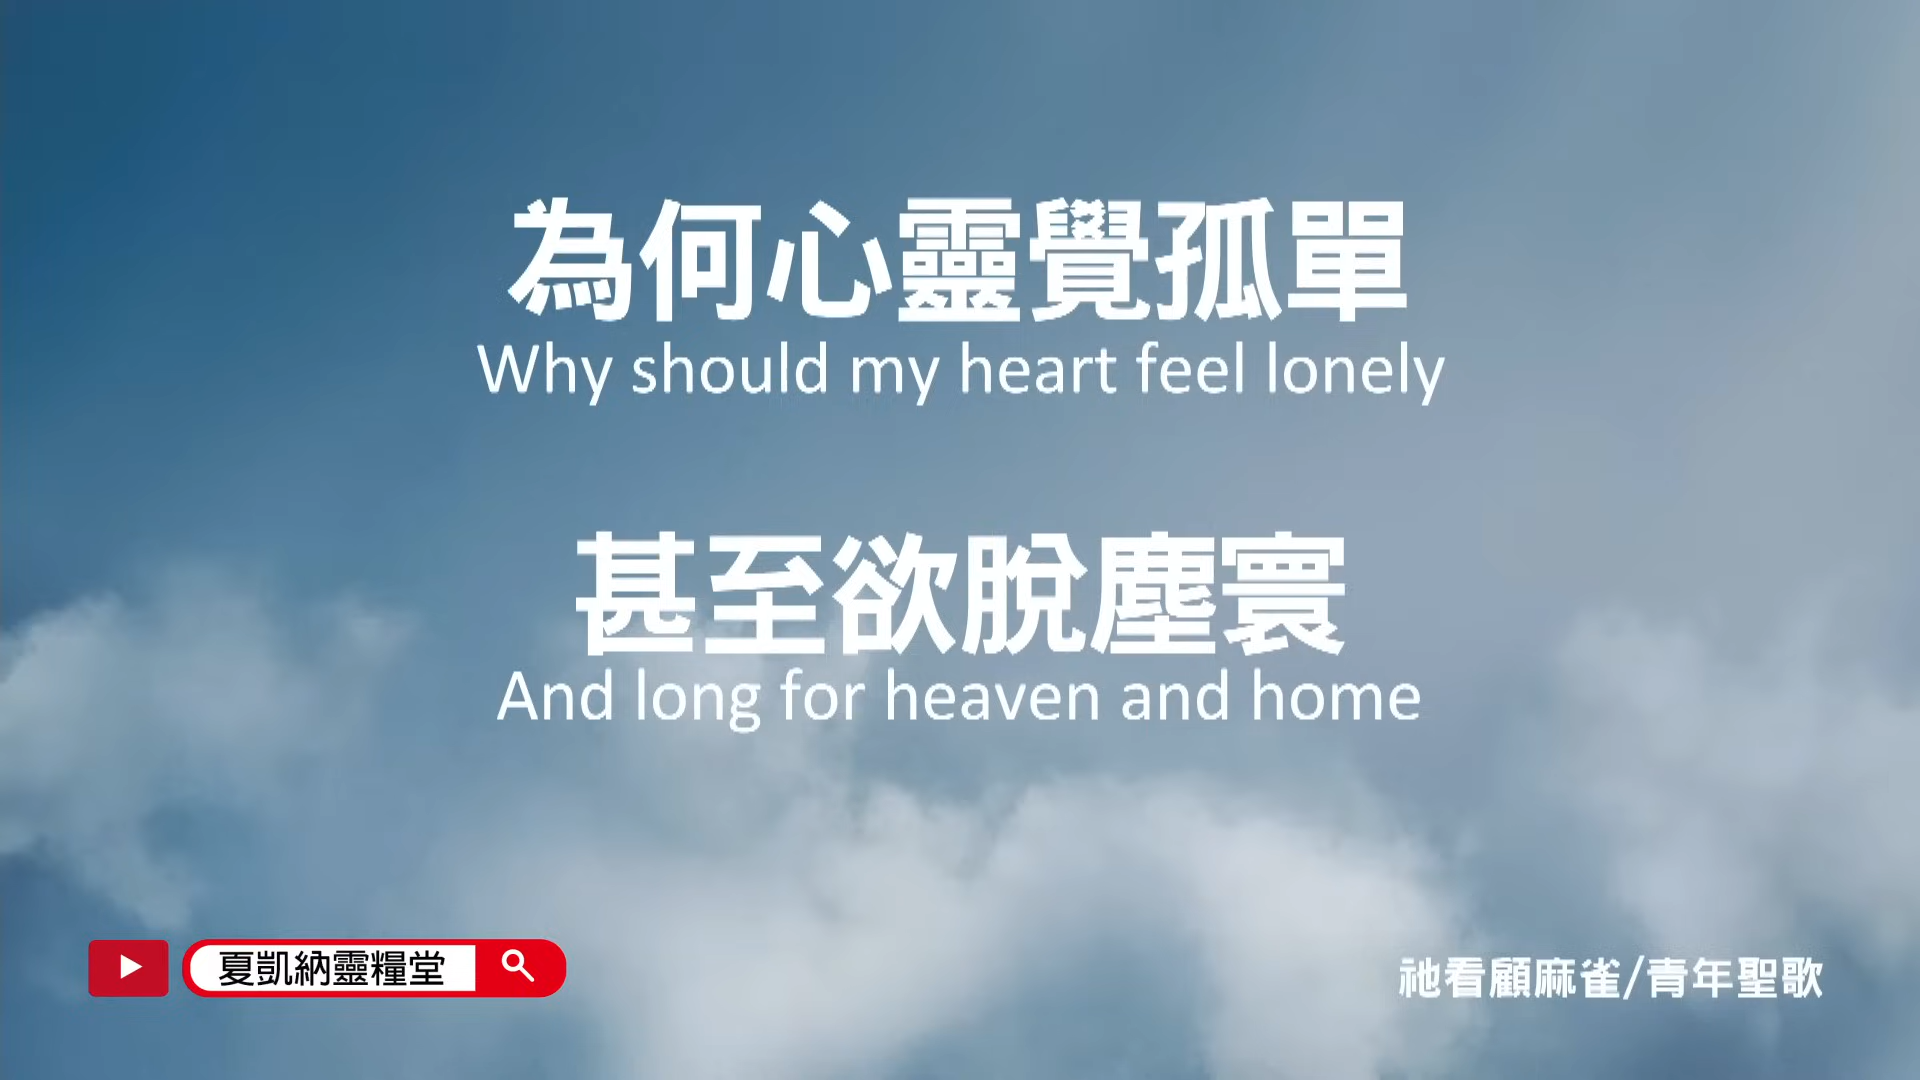 為何心靈覺孤單
Why should my heart feel lonely
甚至欲脫塵寰
And long for heaven and home
夏凱納靈糧堂
祂看顧麻雀/青年聖歌